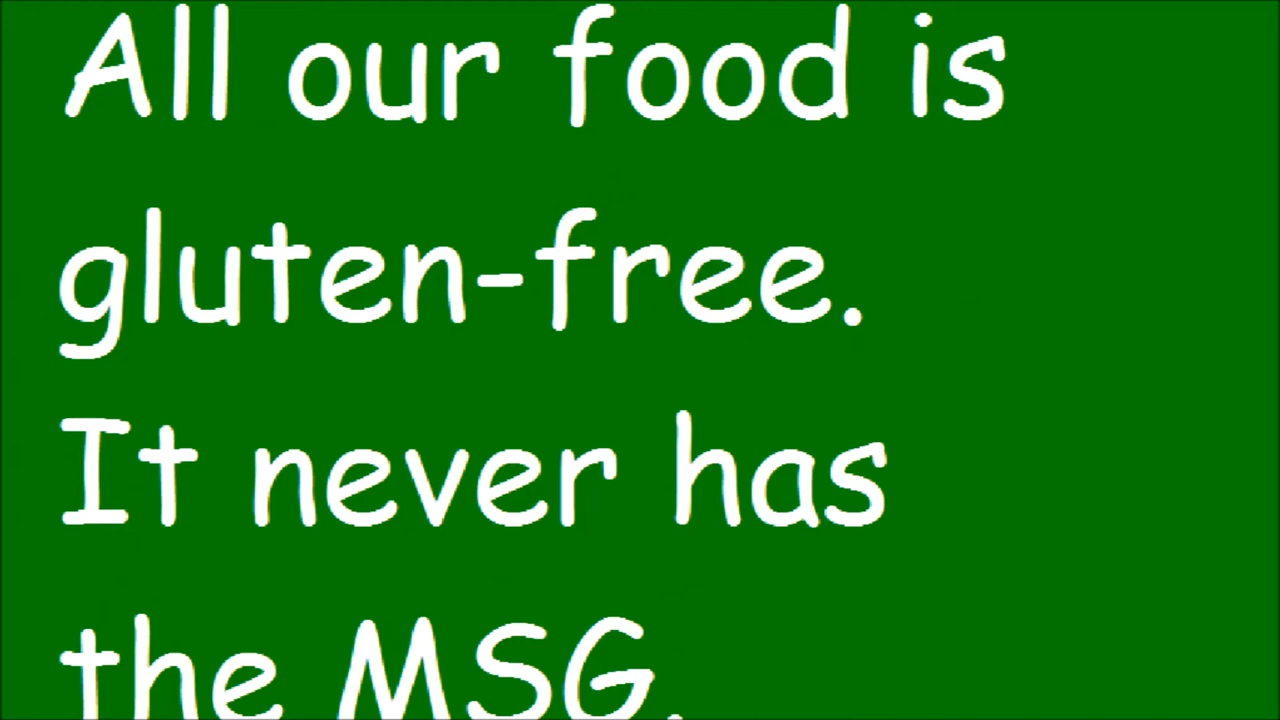 All our food is
gluten-free.
It never has
the MSG.